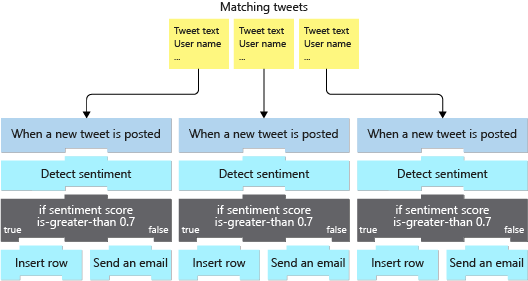 Matching tweets
Tweet text
User name
...
Tweet text
User name
...
Tweet text
User name
...
When a new tweet is posted
Detect sentiment
if sentiment score
is-greater-than 0.7
true
false
Insert row
Send an email
When a new tweet is posted
Detect sentiment
if sentiment score
is-greater-than 0.7
true
false
Insert row
Send an email
When a new tweet is posted
Detect sentiment
if sentiment score
is-greater-than 0.7
true
false
Insert row
Send an email